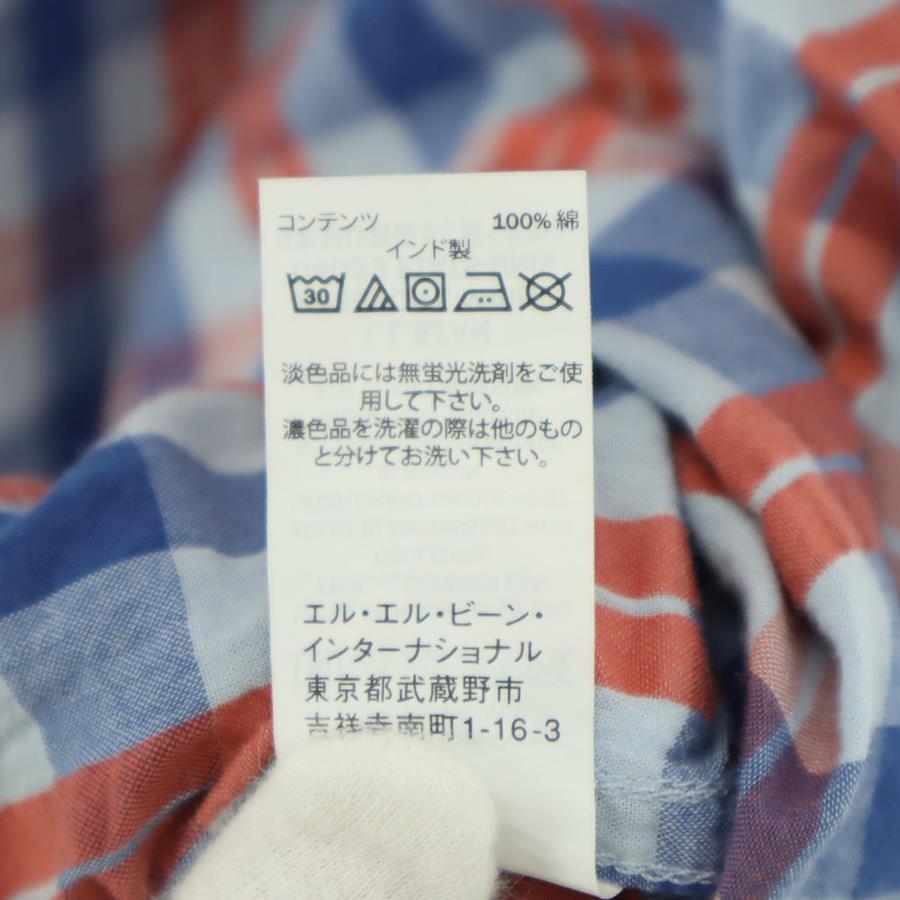 コンテンツ 100% 綿
インド製
30
淡色品には無蛍光洗剤をご使
用して下さい。
濃色品を洗濯の際は他のもの
と分けてお洗い下さい。
エル・エル・ビーン・
インターナショナル
東京都武蔵野市
吉祥寺南町1-16-3